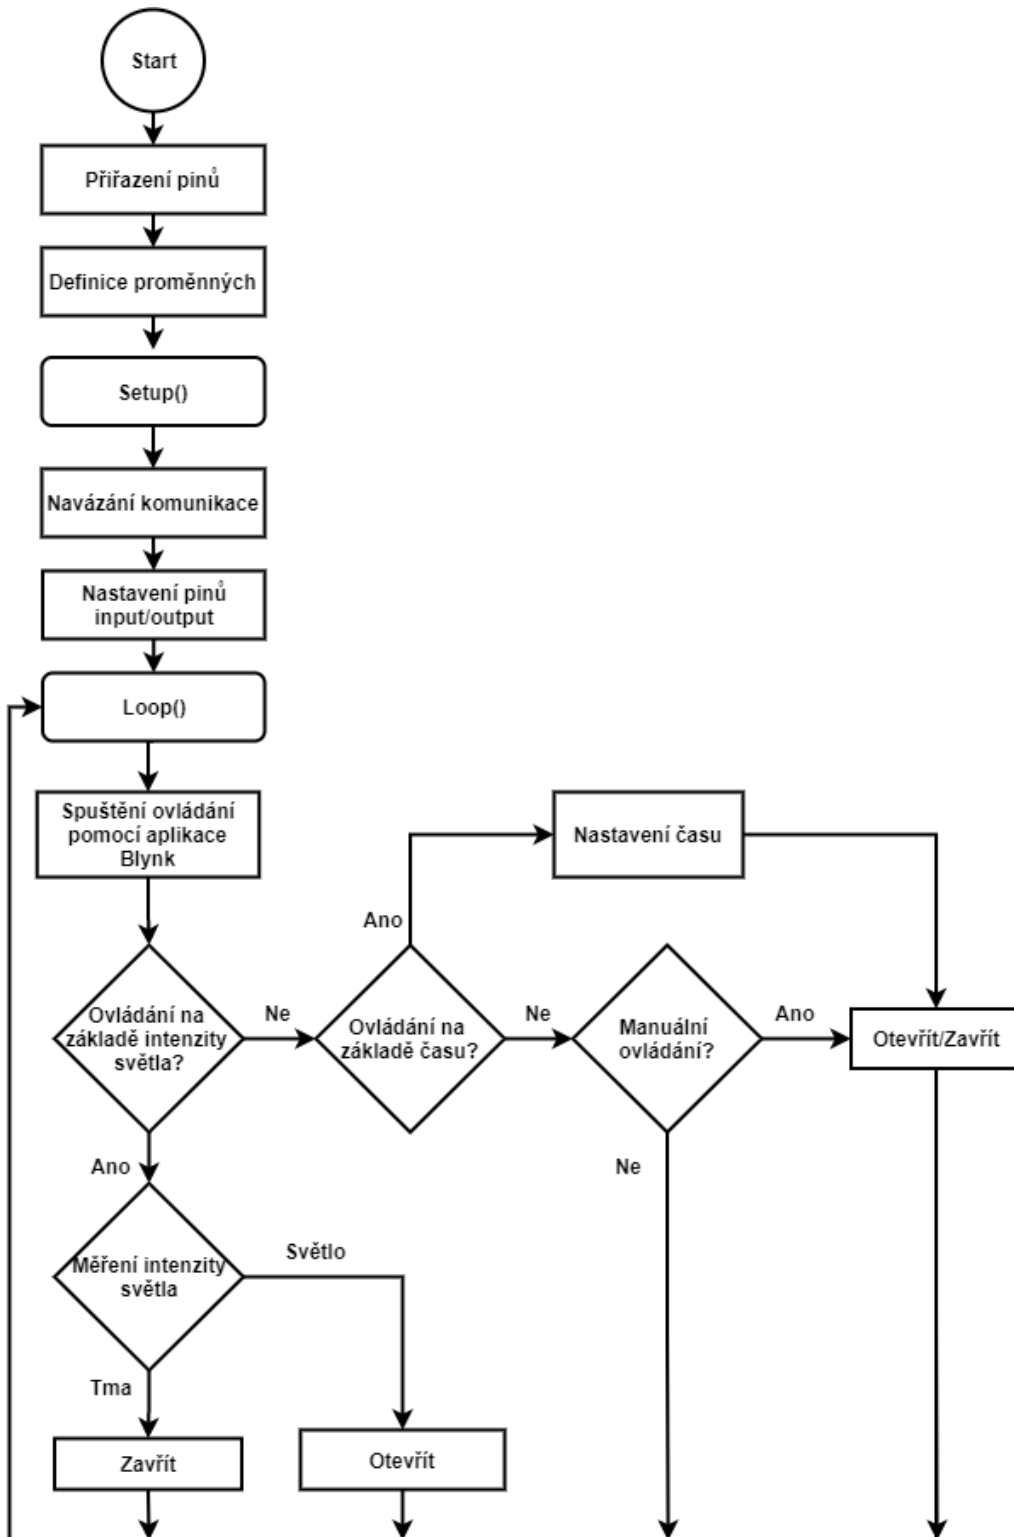 Start
Přiřazení pinů
Definice proměnných
Setup()
Navázání komunikace
Nastavení pinů
input/output
Loop()
Spuštění ovládání
pomocí aplikace
Blynk
Nastavení času
Ano
Ovládání na
základě intenzity
světla?
Ne
Ovládání na
základě času?
Ne
Manuální
ovládání?
Ano
Otevřít/Zavřít
Ano
Ne
Měření intenzity
světla
Světlo
Tma
Zavřít
Otevřít